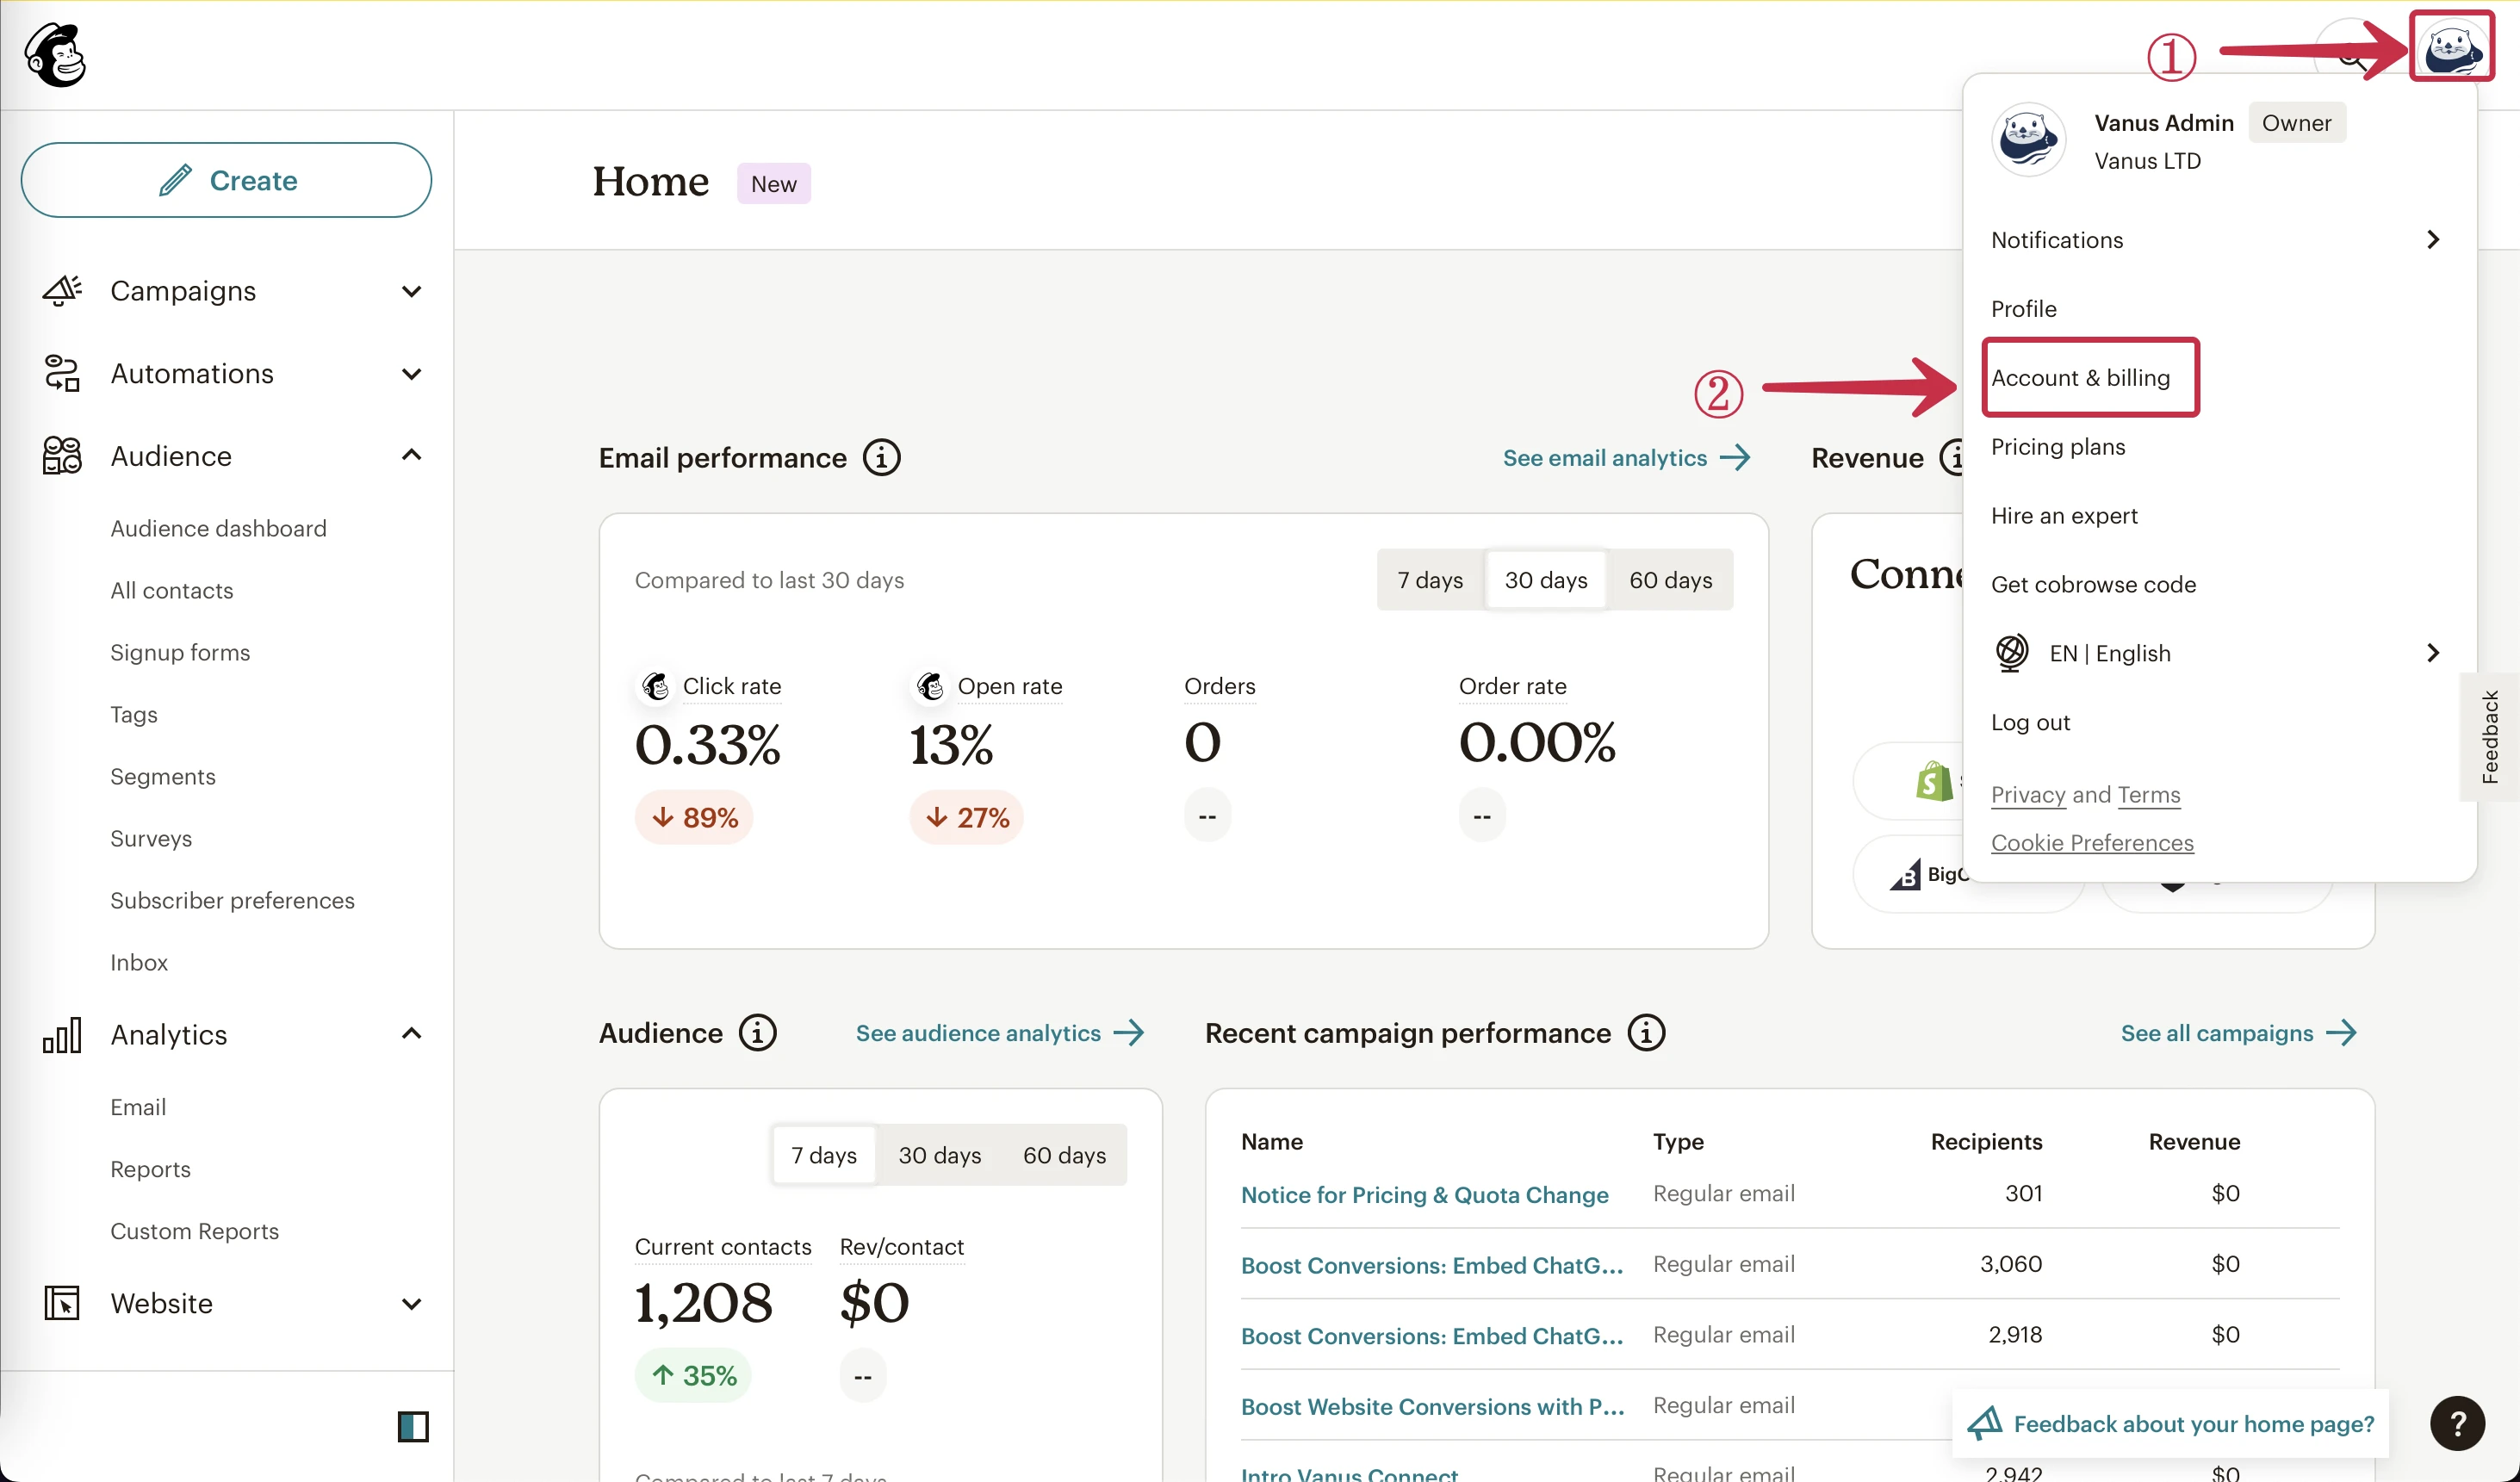 ①
Create
Campaigns
Automations
Audience
Audience dashboard
All contacts
Signup forms
Tags
Segments
Surveys
Subscriber preferences
Inbox
Analytics
Email
Reports
Custom Reports
Website
Home New
Vanus Admin Owner
Vanus LTD
Notifications
Profile
② Account & billing
Pricing plans
Hire an expert
Get cobrowse code
EN | English
Log out
Privacy and Terms
Cookie Preferences
Feedback
Email performance See email analytics
Compared to last 30 days 7 days 30 days 60 days
Click rate Open rate Orders Order rate
0.33% 13% 0 0.00%
89% 27% -- --
Revenue
Conne
BigC
Audience See audience analytics
7 days 30 days 60 days
Current contacts Rev/contact
1,208 $0
35% --
Compared to last 7 days
Recent campaign performance See all campaigns
Name Type Recipients Revenue
Notice for Pricing & Quota Change Regular email 301 $0
Boost Conversions: Embed ChatG... Regular email 3,060 $0
Boost Conversions: Embed ChatG... Regular email 2,918 $0
Boost Website Conversions with P... Regular email
Intro Vanus Connect Regular email 2,942 $0
Feedback about your home page? ?